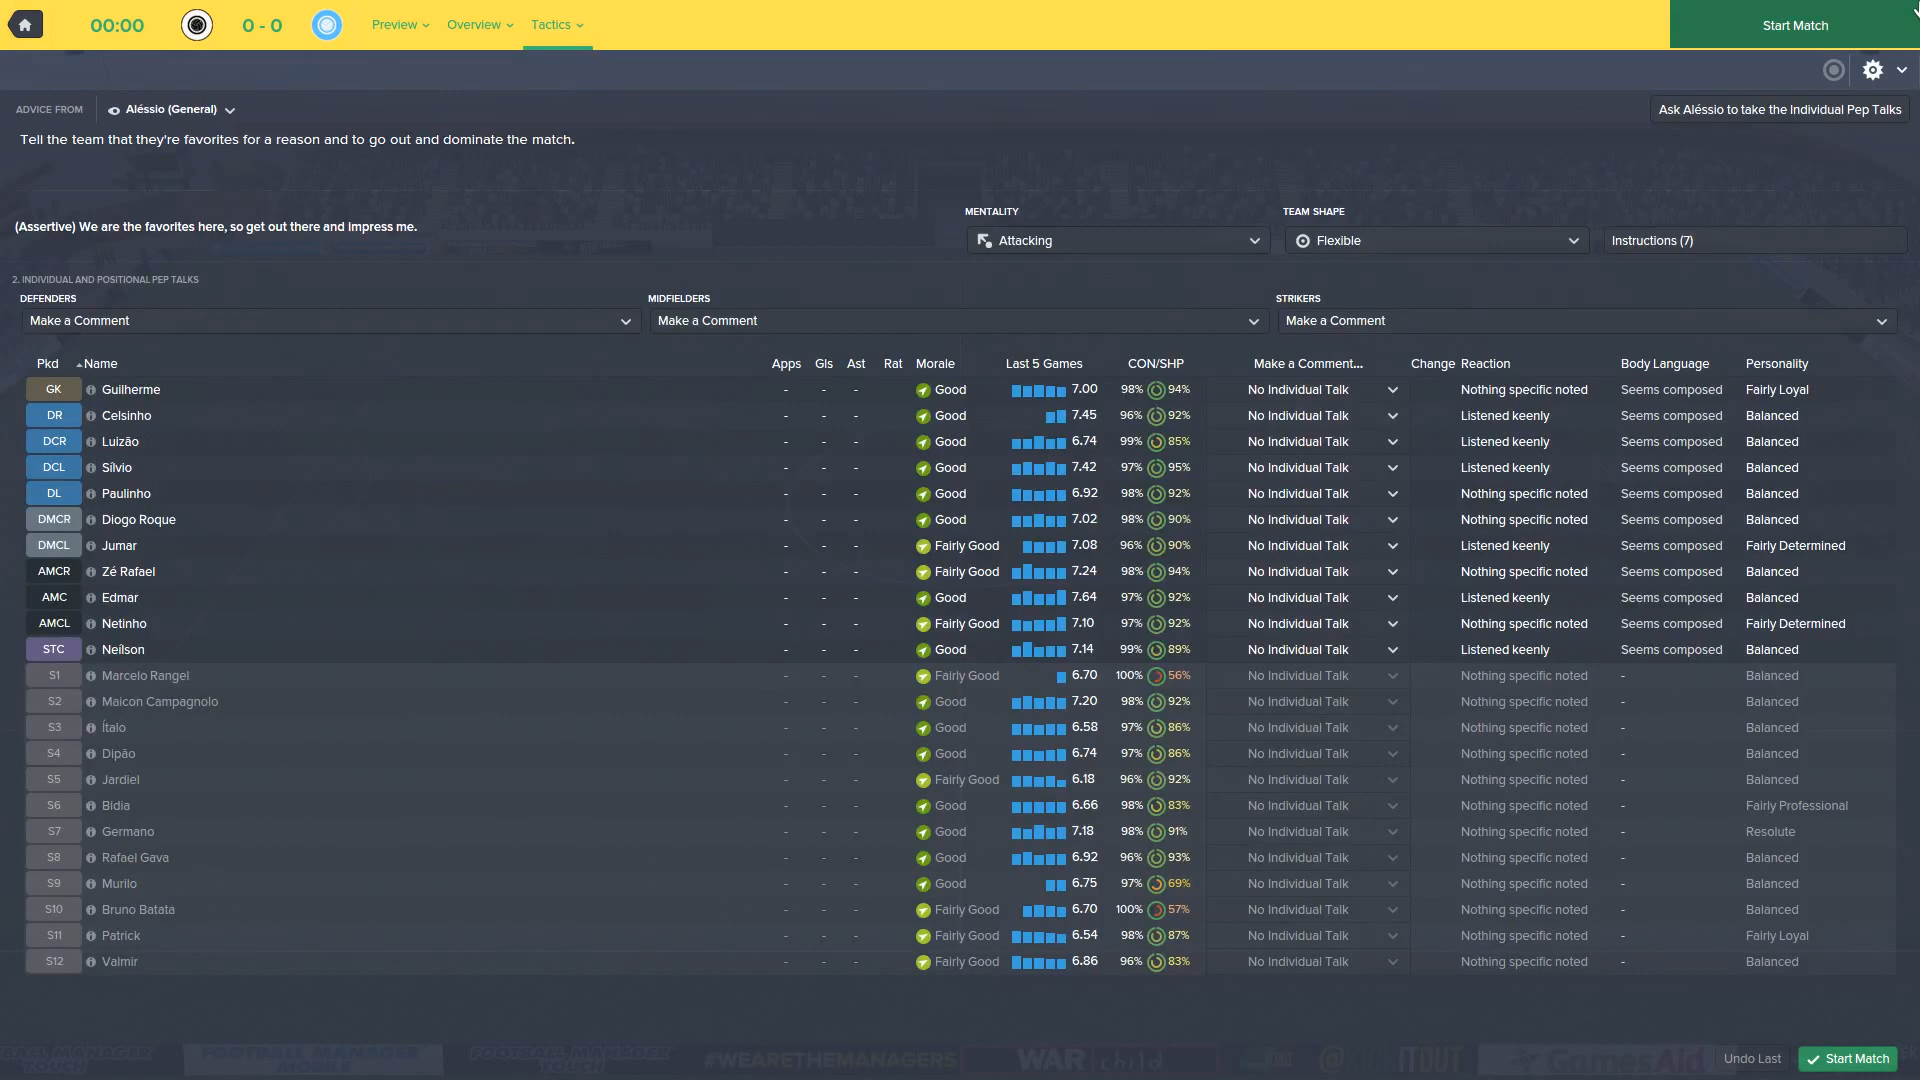 00:00 0 - 0 Preview Overview Tactics Start Match
ADVICE FROM Aléssio (General) Ask Aléssio to take the Individual Pep Talks
Tell the team that they're favorites for a reason and to go out and dominate the match.
MENTALITY TEAM SHAPE
(Assertive) We are the favorites here, so get out there and impress me.
Attacking Flexible Instructions (7)
2. INDIVIDUAL AND POSITIONAL PEP TALKS
DEFENDERS MIDFIELDERS STRIKERS
Make a Comment Make a Comment Make a Comment
Pkd Name Apps Gls Ast Rat Morale Last 5 Games CON/SHP Make a Comment... Change Reaction Body Language Personality
GK Guilherme - - - Good 7.00 98% 94% No Individual Talk Nothing specific noted Seems composed Fairly Loyal
DR Celsinho - - - Good 7.45 96% 92% No Individual Talk Listened keenly Seems composed Balanced
DCR Luizão - - - Good 6.74 99% 85% No Individual Talk Listened keenly Seems composed Balanced
DCL Sílvio - - - Good 7.42 97% 95% No Individual Talk Listened keenly Seems composed Balanced
DL Paulinho - - - Good 6.92 98% 92% No Individual Talk Nothing specific noted Seems composed Balanced
DMCR Diogo Roque - - - Good 7.02 98% 90% No Individual Talk Nothing specific noted Seems composed Balanced
DMCL Jumar - - - Fairly Good 7.08 96% 90% No Individual Talk Listened keenly Seems composed Fairly Determined
AMCR Zé Rafael - - - Fairly Good 7.24 98% 94% No Individual Talk Nothing specific noted Seems composed Balanced
AMC Edmar - - - Good 7.64 97% 92% No Individual Talk Listened keenly Seems composed Balanced
AMCL Netinho - - - Fairly Good 7.10 97% 92% No Individual Talk Nothing specific noted Seems composed Fairly Determined
STC Neílson - - - Good 7.14 99% 89% No Individual Talk Listened keenly Seems composed Balanced
S1 Marcelo Rangel - - - Fairly Good 6.70 100% 56% No Individual Talk Nothing specific noted - Balanced
S2 Maicon Campagnolo - - - Good 7.20 98% 92% No Individual Talk Nothing specific noted - Balanced
S3 Ítalo - - - Good 6.58 97% 86% No Individual Talk Nothing specific noted - Balanced
S4 Dipão - - - Good 6.74 97% 86% No Individual Talk Nothing specific noted - Balanced
S5 Jardiel - - - Fairly Good 6.18 96% 92% No Individual Talk Nothing specific noted - Balanced
S6 Bídia - - - Good 6.66 98% 83% No Individual Talk Nothing specific noted - Fairly Professional
S7 Germano - - - Good 7.18 98% 91% No Individual Talk Nothing specific noted - Resolute
S8 Rafael Gava - - - Good 6.92 96% 93% No Individual Talk Nothing specific noted - Balanced
S9 Murilo - - - Good 6.75 97% 69% No Individual Talk Nothing specific noted - Balanced
S10 Bruno Batata - - - Fairly Good 6.70 100% 57% No Individual Talk Nothing specific noted - Balanced
S11 Patrick - - - Fairly Good 6.54 98% 87% No Individual Talk Nothing specific noted - Fairly Loyal
S12 Valmir - - - Fairly Good 6.86 96% 83% No Individual Talk Nothing specific noted - Balanced
FOOTBALL MANAGER FOOTBALL MANAGER #WEARETHEMANAGERS WAR child GamesAid Undo Last Start Match
TOUCH MOBILE TOUCH